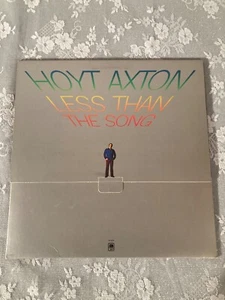 HOYT AXTON
LESS THAN
THE SONG